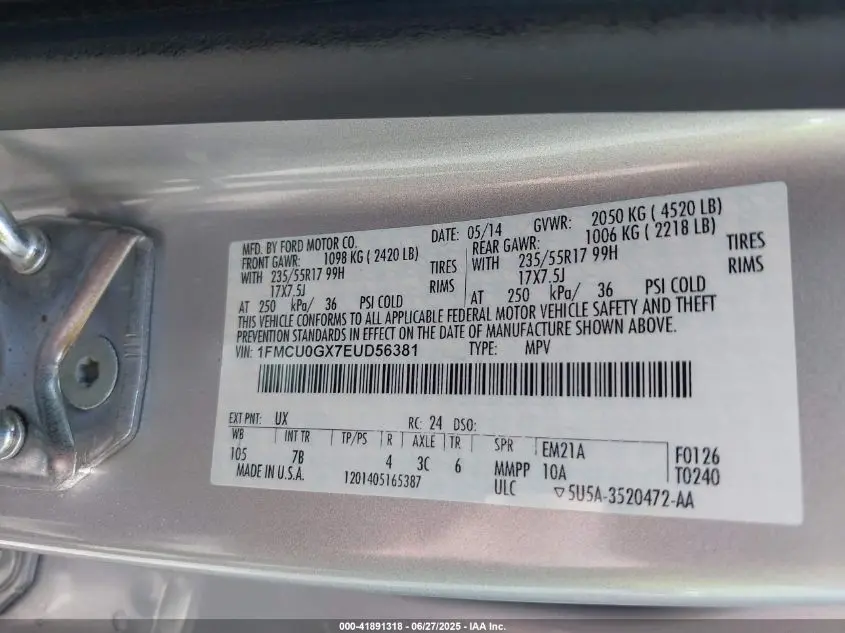 MFD. BY FORD MOTOR CO.
DATE: 05/14 GVWR: 2050 KG ( 4520 LB)
FRONT GAWR: 1098 KG ( 2420 LB) REAR GAWR: 1006 KG ( 2218 LB)
WITH 235/55R17 99H TIRES WITH 235/55R17 99H TIRES
17X7.5J RIMS 17X7.5J RIMS
AT 250 kPa/ 36 PSI COLD AT 250 kPa/ 36 PSI COLD
THIS VEHICLE CONFORMS TO ALL APPLICABLE FEDERAL MOTOR VEHICLE SAFETY AND THEFT
PREVENTION STANDARDS IN EFFECT ON THE DATE OF MANUFACTURE SHOWN ABOVE.
VIN: 1FMCU0GX7EUD56381 TYPE: MPV
EXT PNT: UX RC: 24 DSO:
WB INT TR TP/PS R AXLE TR SPR EM21A F0126
105 7B 4 3C 6 MMPP 10A T0240
MADE IN U.S.A. 1201405165387 ULC ▽5U5A-3520472-AA
000-41891318 | 06/27/2025 - IAA Inc.